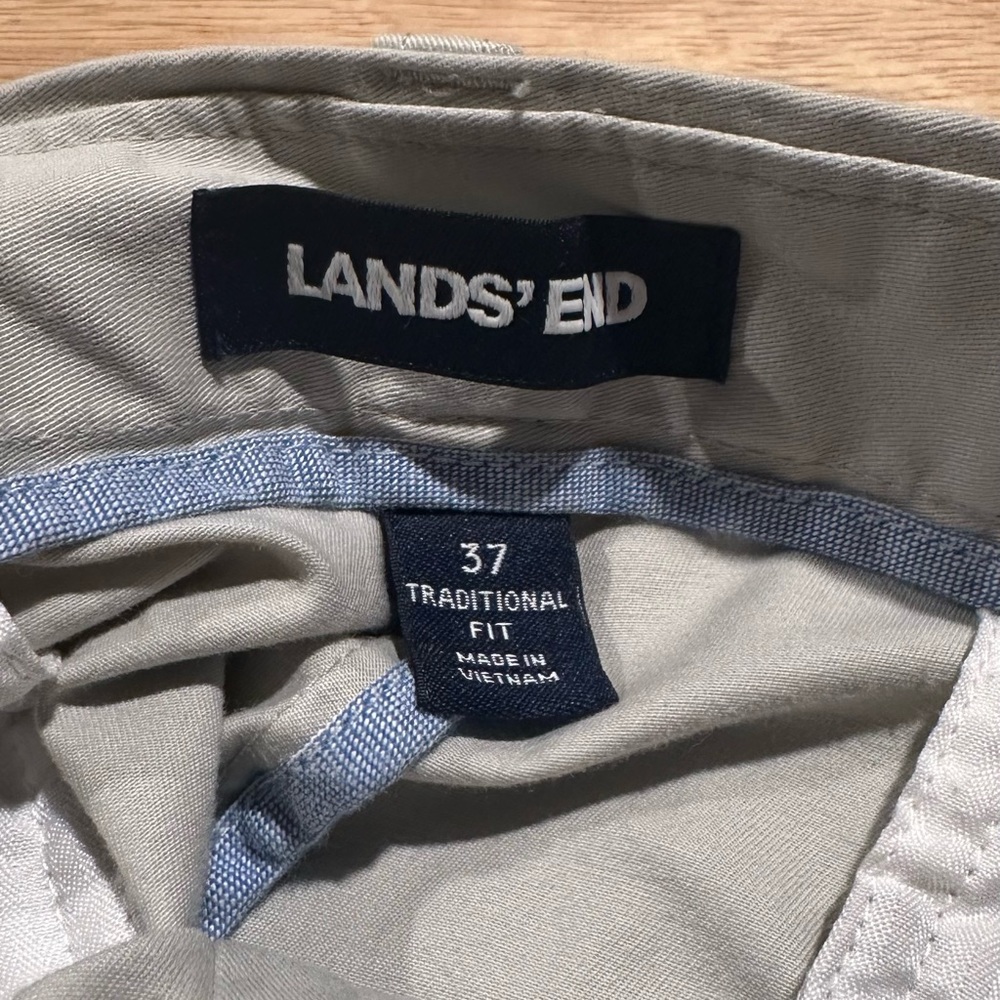 LANDS' END
37
TRADITIONAL
FIT
MADE IN
VIETNAM